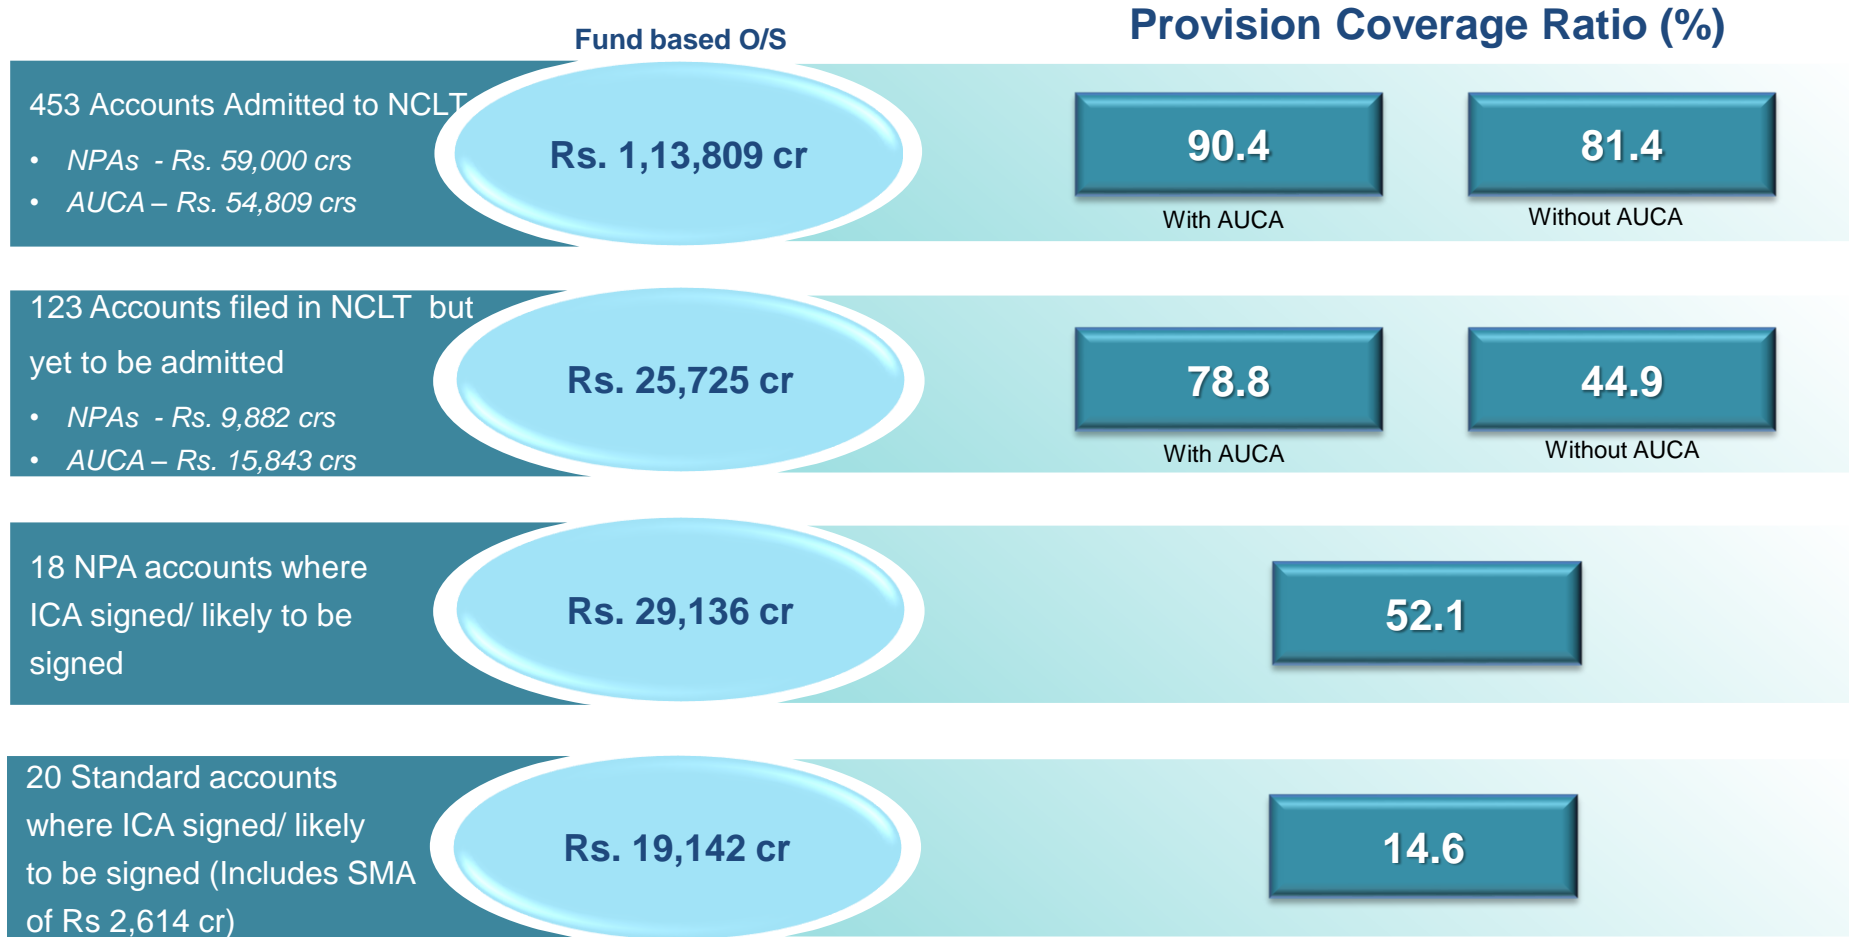 Fund based O/S
Provision Coverage Ratio (%)
453 Accounts Admitted to NCLT
• NPAs - Rs. 59,000 crs
• AUCA – Rs. 54,809 crs
Rs. 1,13,809 cr
90.4
With AUCA
81.4
Without AUCA
123 Accounts filed in NCLT but
yet to be admitted
• NPAs - Rs. 9,882 crs
• AUCA – Rs. 15,843 crs
Rs. 25,725 cr
78.8
With AUCA
44.9
Without AUCA
18 NPA accounts where
ICA signed/ likely to be
signed
Rs. 29,136 cr
52.1
20 Standard accounts
where ICA signed/ likely
to be signed (Includes SMA
of Rs 2,614 cr)
Rs. 19,142 cr
14.6